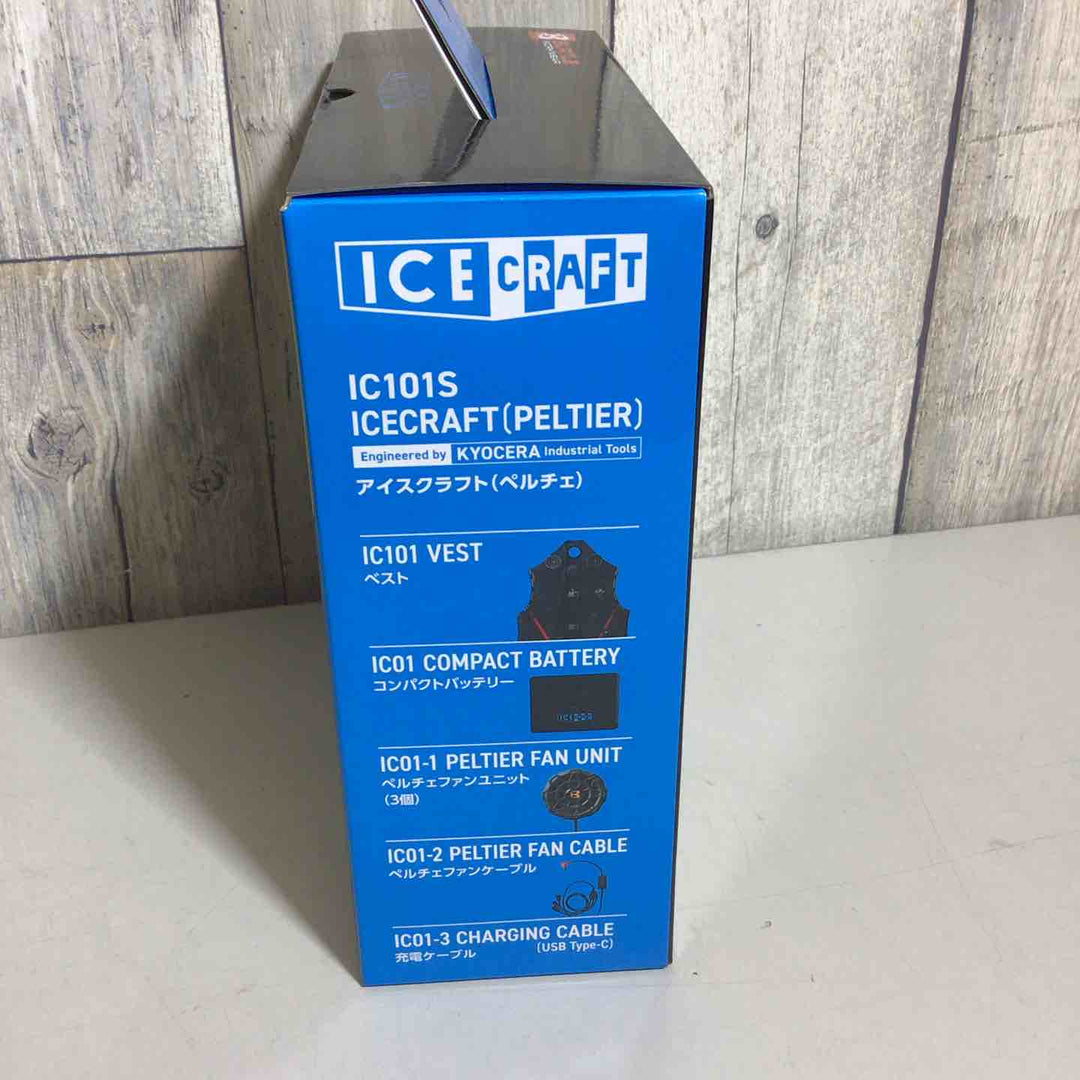 ICE CRAFT
IC101S
ICECRAFT(PELTIER)
Engineered by KYOCERA Industrial Tools
アイスクラフト(ペルチェ)
IC101 VEST
ベスト
IC01 COMPACT BATTERY
コンパクトバッテリー
IC01-1 PELTIER FAN UNIT
ペルチェファンユニット
(3個)
IC01-2 PELTIER FAN CABLE
ペルチェファンケーブル
IC01-3 CHARGING CABLE
(USB Type-C)
充電ケーブル